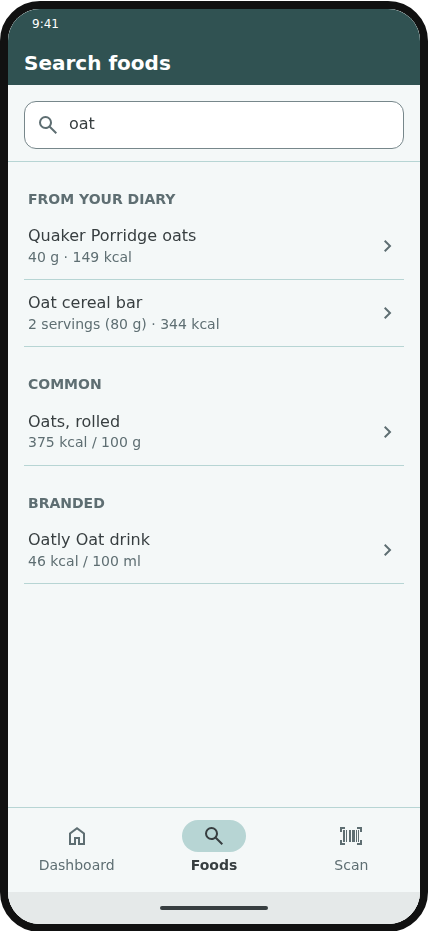 9:41
Search foods
oat
FROM YOUR DIARY
Quaker Porridge oats
40 g · 149 kcal
Oat cereal bar
2 servings (80 g) · 344 kcal
COMMON
Oats, rolled
375 kcal / 100 g
BRANDED
Oatly Oat drink
46 kcal / 100 ml
Dashboard
Foods
Scan